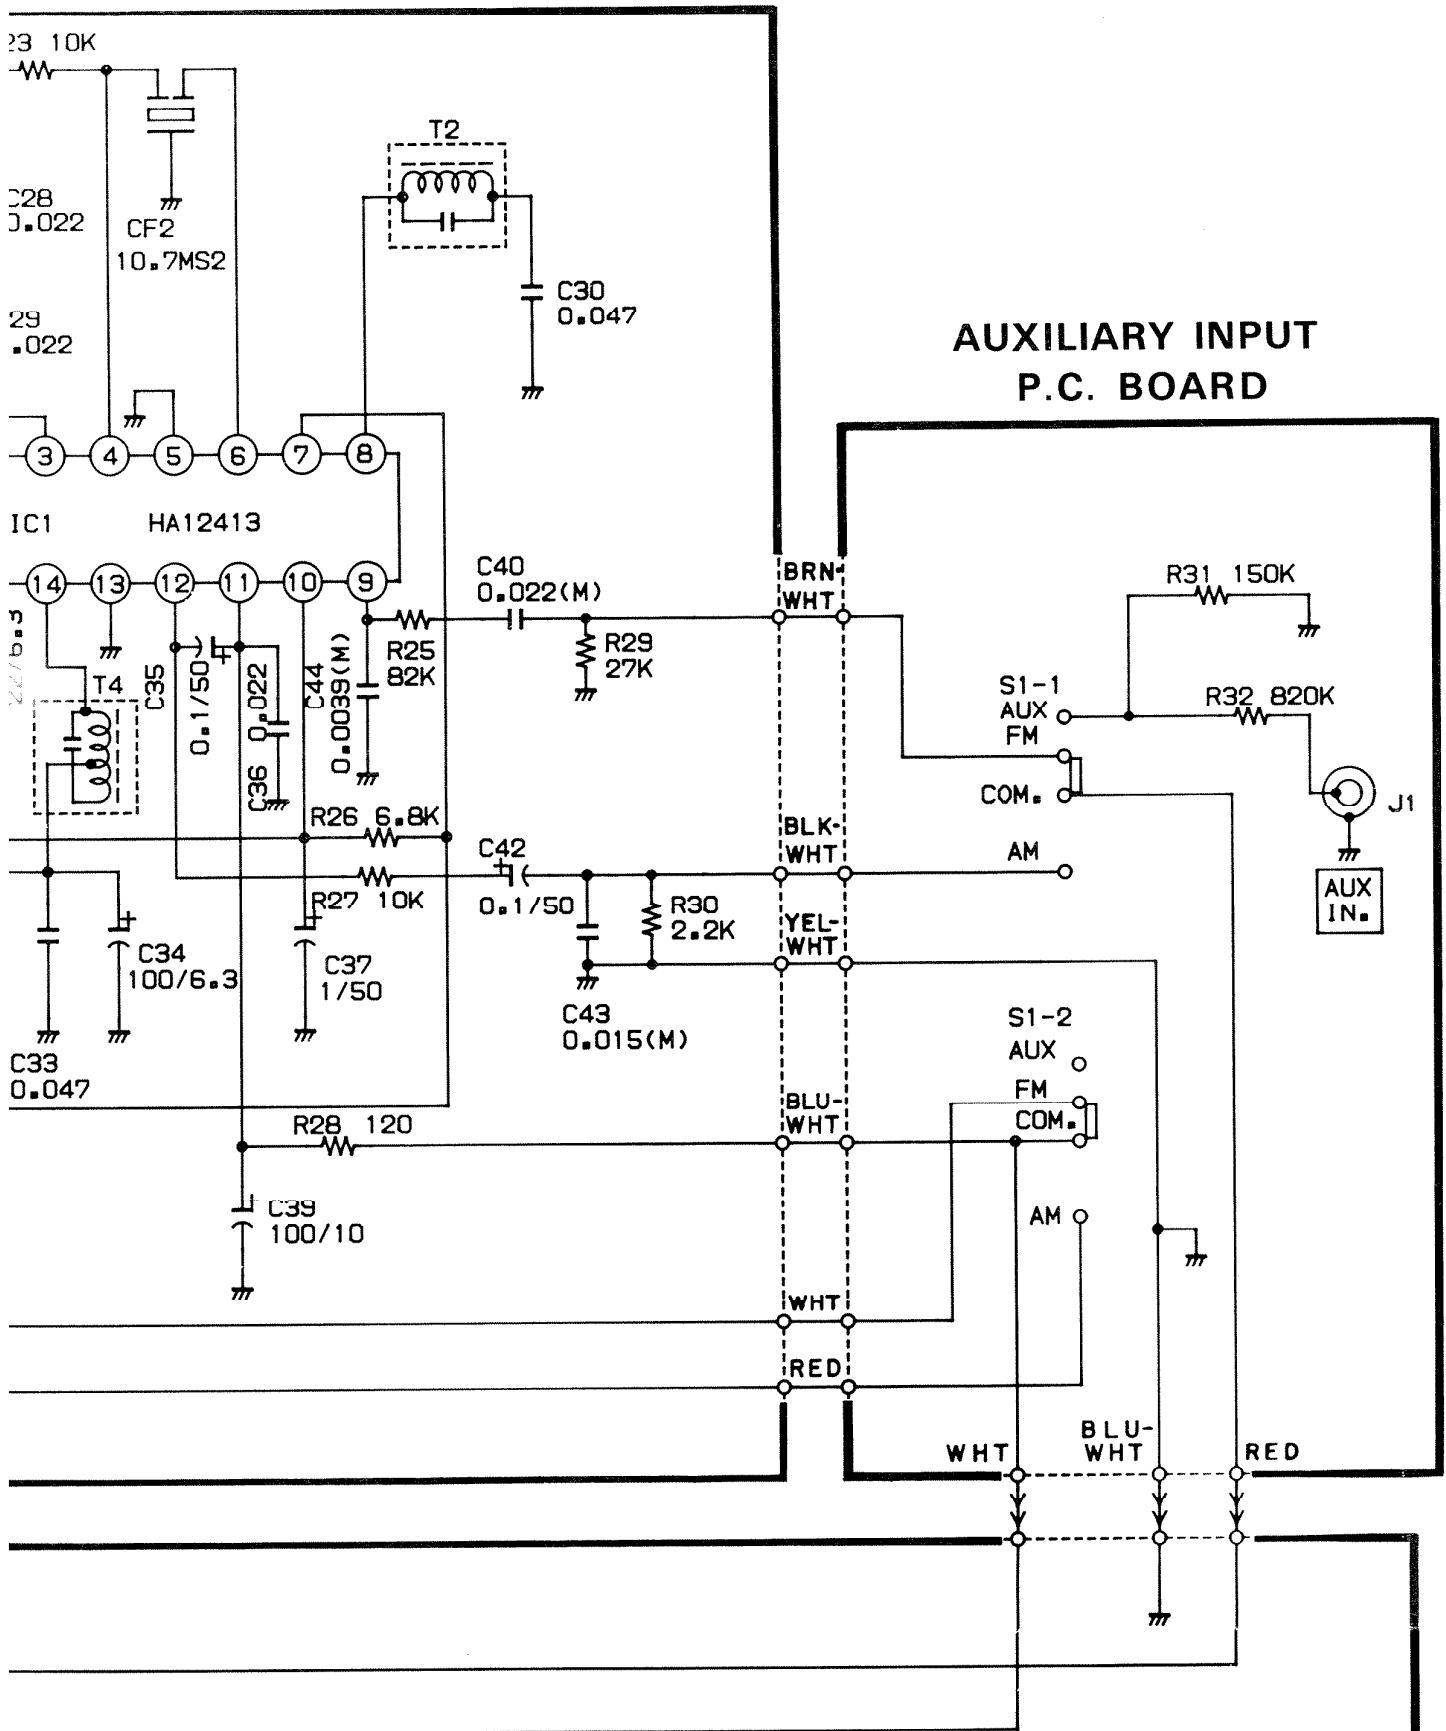 23 10K
T2
C28
0.022
CF2
10.7MS2
C30
0.047
29
.022
AUXILIARY INPUT
P.C. BOARD
3 4 5 6 7 8
IC1 HA12413
14 13 12 11 10 9
C40
0.022(M)
BRN-
WHT
R31 150K
22/6.3
R25
82K
R29
27K
T4
C35
0.1/50
C36 0.022
C44
0.0039(M)
S1-1
AUX
FM
R32 820K
COM.
J1
R26 6.8K
C42
0.1/50
BLK-
WHT
AM
AUX
IN.
R27 10K
R30
2.2K
YEL-
WHT
C34
100/6.3
C37
1/50
C43
0.015(M)
S1-2
AUX
C33
0.047
FM
COM.
R28 120
BLU-
WHT
C39
100/10
AM
WHT
RED
WHT
BLU-
WHT
RED